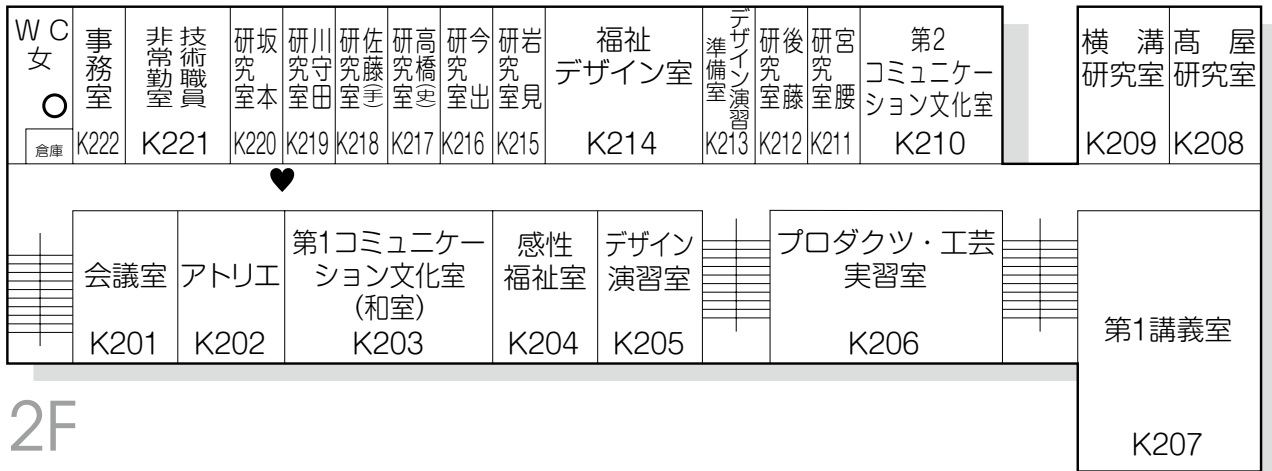 WC
女
倉庫
事務室
K222
技術職員
非常勤室
K221
坂本
研究室
K220
川守田
研究室
K219
佐藤(手)
研究室
K218
高橋(史)
研究室
K217
今出
研究室
K216
岩見
研究室
K215
福祉
デザイン室
K214
デザイン演習
準備室
K213
後藤
研究室
K212
宮腰
研究室
K211
第2
コミュニケー
ション文化室
K210
横溝
研究室
K209
髙屋
研究室
K208
会議室
K201
アトリエ
K202
第1コミュニケー
ション文化室
(和室)
K203
感性
福祉室
K204
デザイン
演習室
K205
プロダクツ・工芸
実習室
K206
第1講義室
K207
2F